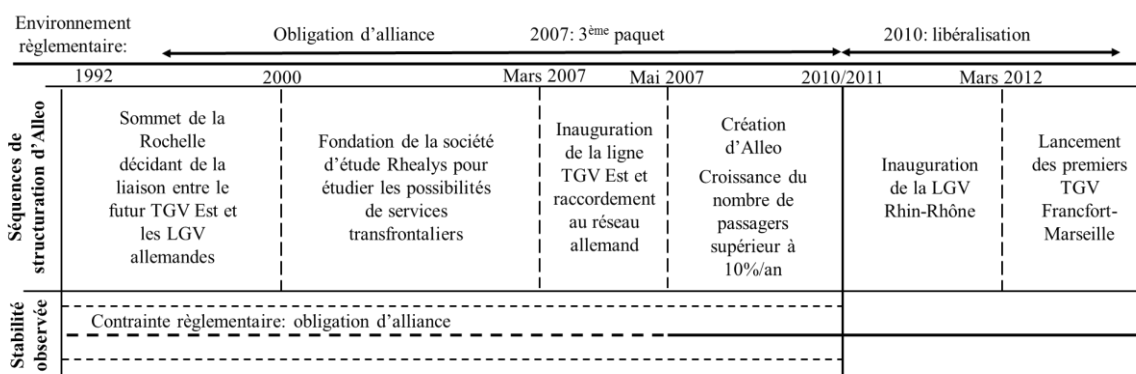 Environnement
règlementaire:
Obligation d'alliance
2007: 3ème paquet
2010: libéralisation
1992
2000
Mars 2007
Mai 2007
2010/2011
Mars 2012
Séquences de
structuration d'Alleo
Sommet de la
Rochelle
décidant de la
liaison entre le
futur TGV Est et
les LGV
allemandes
Fondation de la société
d'étude Rhealys pour
étudier les possibilités
de services
transfrontaliers
Inauguration
de la ligne
TGV Est et
raccordement
au réseau
allemand
Création
d'Alleo
Croissance du
nombre de
passagers
supérieur à
10%/an
Inauguration
de la LGV
Rhin-Rhône
Lancement
des premiers
TGV
Francfort-
Marseille
Stabilité
observée
Contrainte règlementaire: obligation d'alliance